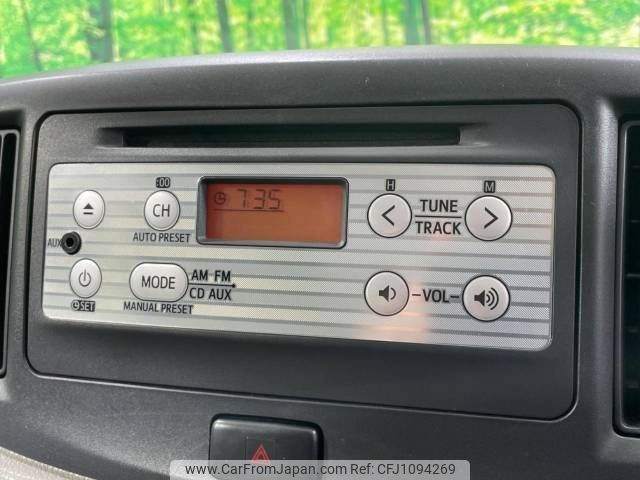 :00
H
M
7:35
CH
TUNE
TRACK
AUX
AUTO PRESET
MODE
AM FM
CD AUX
-VOL-
SET
MANUAL PRESET
www.CarFromJapan.com-RefNo:CFJ1094269